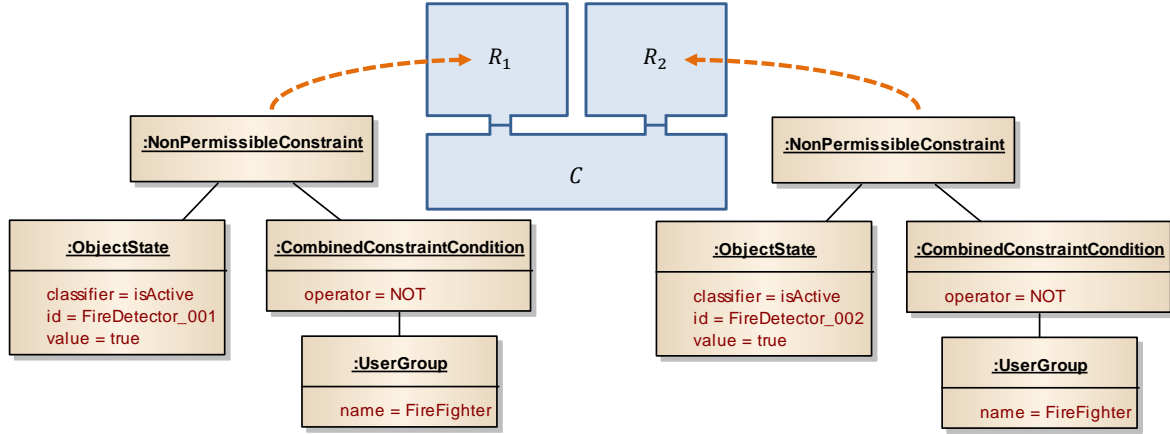 R1
R2
C
:NonPermissibleConstraint
:ObjectState
classifier = isActive
id = FireDetector_001
value = true
:CombinedConstraintCondition
operator = NOT
:UserGroup
name = FireFighter
:NonPermissibleConstraint
:ObjectState
classifier = isActive
id = FireDetector_002
value = true
:CombinedConstraintCondition
operator = NOT
:UserGroup
name = FireFighter